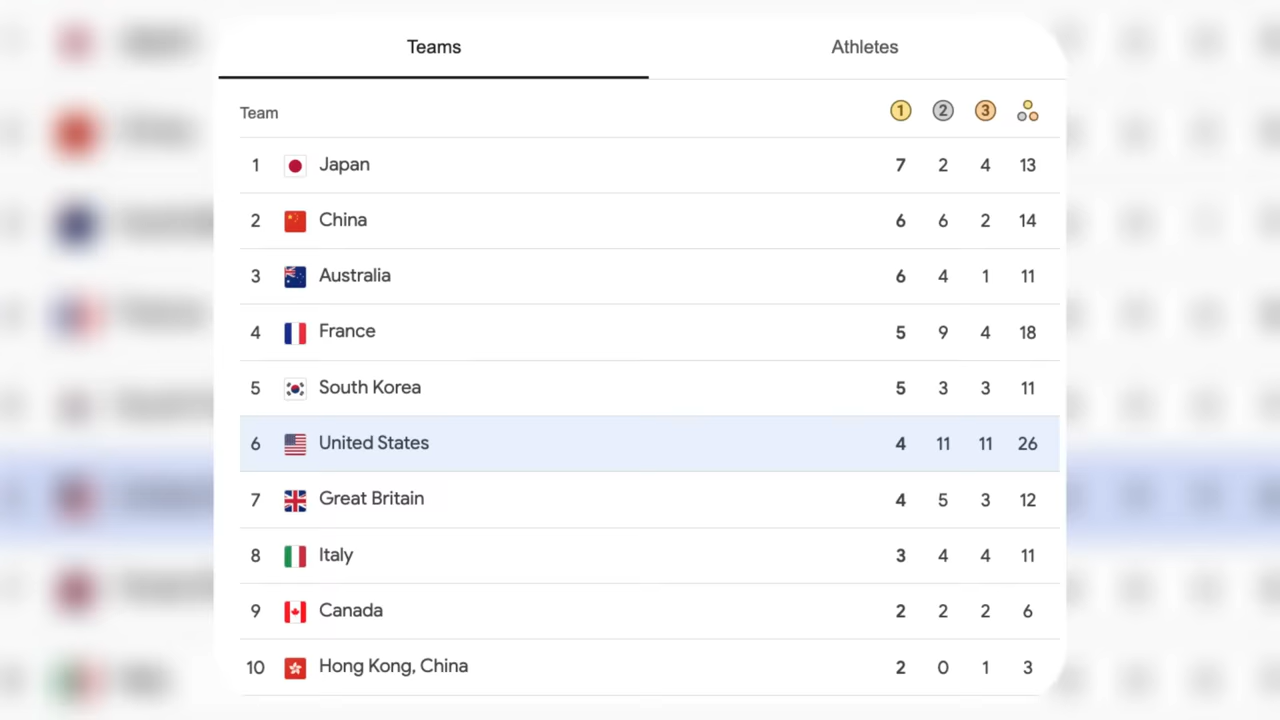 Teams Athletes
Team 1 2 3
1 Japan 7 2 4 13
2 China 6 6 2 14
3 Australia 6 4 1 11
4 France 5 9 4 18
5 South Korea 5 3 3 11
6 United States 4 11 11 26
7 Great Britain 4 5 3 12
8 Italy 3 4 4 11
9 Canada 2 2 2 6
10 Hong Kong, China 2 0 1 3